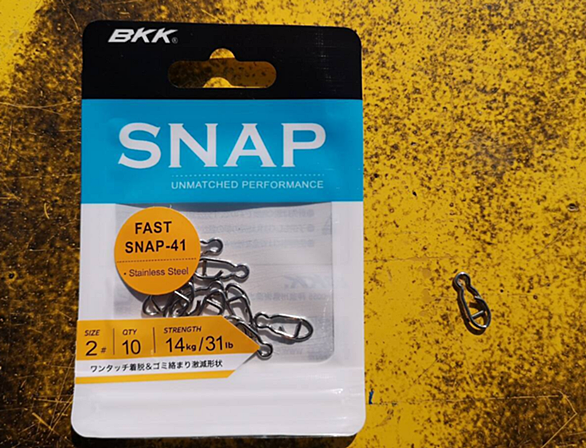 BKK®
SNAP
UNMATCHED PERFORMANCE
FAST
SNAP-41
• Stainless Steel
BKK
SIZE QTY STRENGTH
2# 10 14kg/31lb
ワンタッチ着脱&ゴミ絡まり激減形状